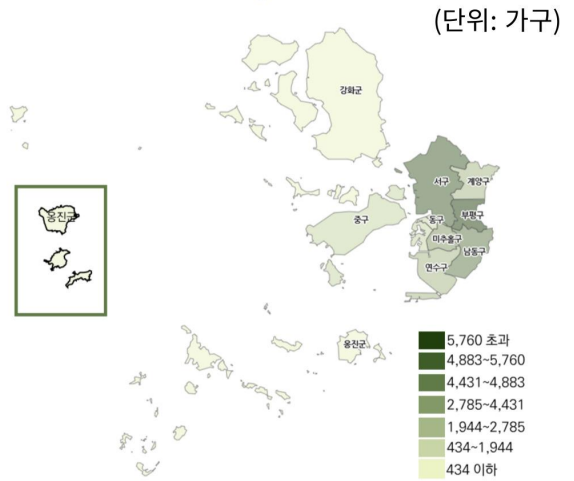 (단위: 가구)
강화군
서구
계양구
옹진군
중구
동구
부평구
미추홀구
남동구
연수구
옹진군
5,760 초과
4,883~5,760
4,431~4,883
2,785~4,431
1,944~2,785
434~1,944
434 이하